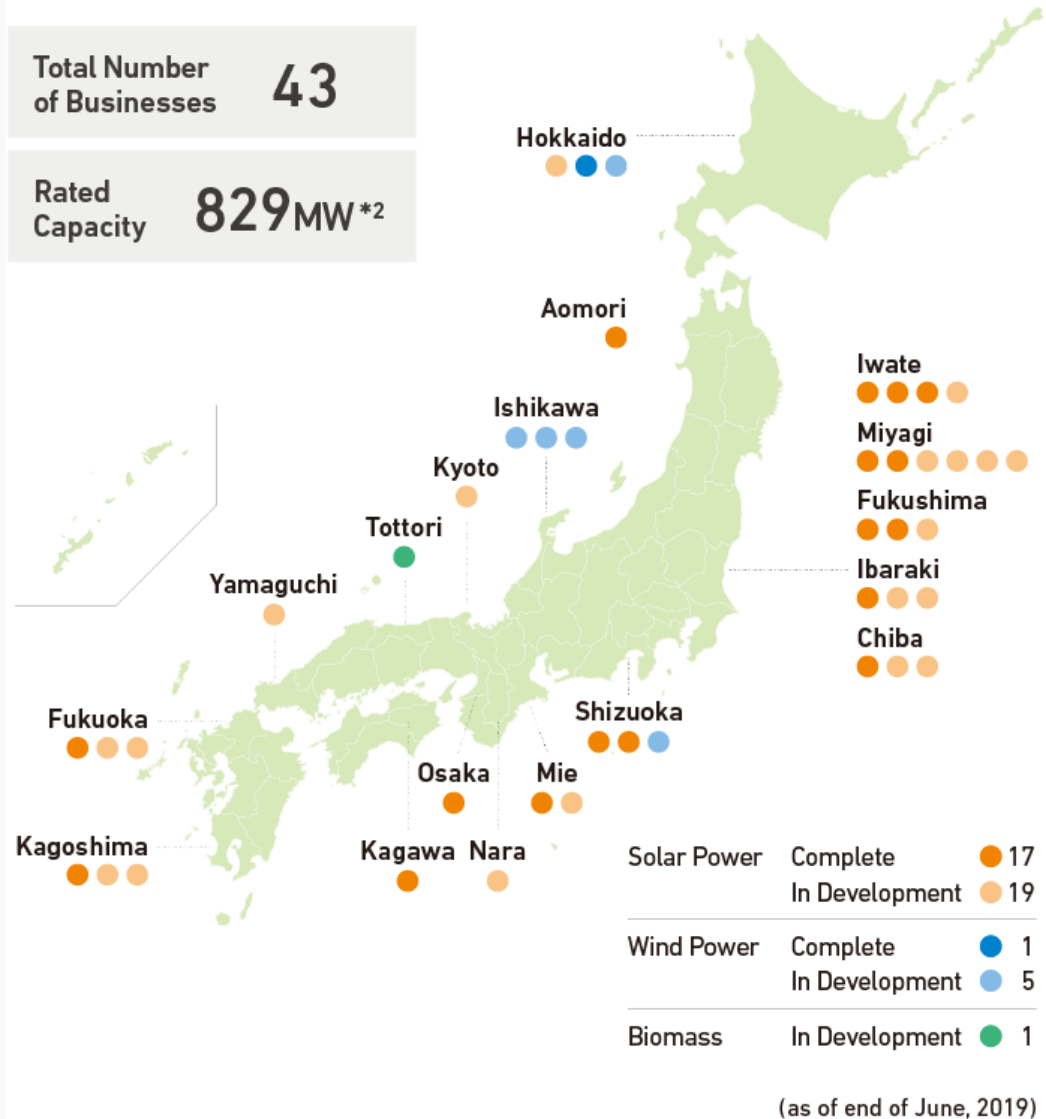 Total Number
of Businesses 43
Rated
Capacity 829MW*2
Hokkaido
Aomori
Iwate
Ishikawa
Miyagi
Kyoto
Fukushima
Tottori
Ibaraki
Yamaguchi
Chiba
Fukuoka
Shizuoka
Osaka Mie
Kagoshima
Kagawa Nara
Solar Power Complete 17
In Development 19
Wind Power Complete 1
In Development 5
Biomass In Development 1
(as of end of June, 2019)